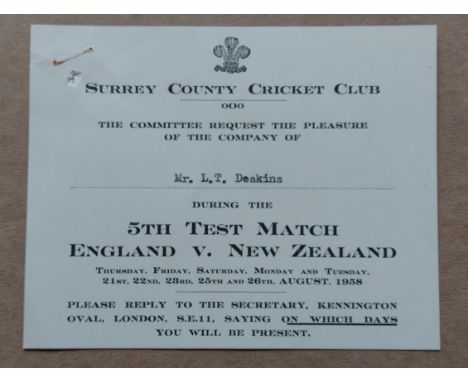 SURREY COUNTY CRICKET CLUB
OOO
THE COMMITTEE REQUEST THE PLEASURE
OF THE COMPANY OF
Mr. L.T. Deakins
DURING THE
5TH TEST MATCH
ENGLAND V. NEW ZEALAND
THURSDAY, FRIDAY, SATURDAY, MONDAY AND TUESDAY,
21ST, 22ND, 23RD, 25TH AND 26TH, AUGUST, 1958
PLEASE REPLY TO THE SECRETARY, KENNINGTON
OVAL, LONDON, S.E.11, SAYING ON WHICH DAYS
YOU WILL BE PRESENT.